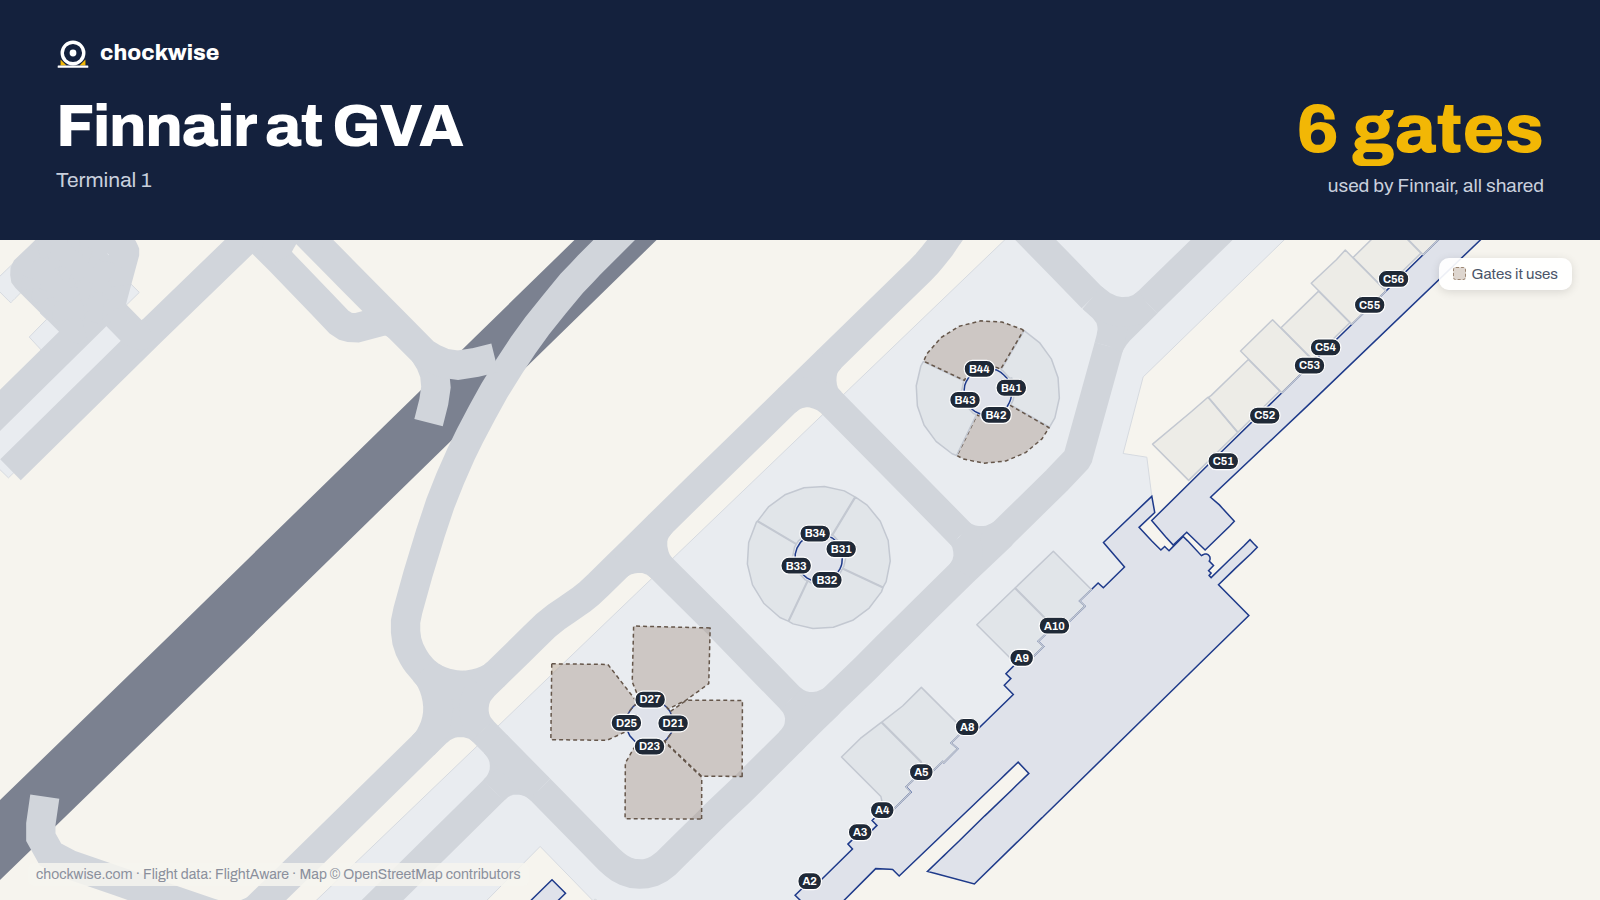 chockwise
Finnair at GVA
Terminal 1
6 gates
used by Finnair, all shared
Gates it uses
C56
C55
C54
C53
C52
C51
B44
B41
B43
B42
B34
B31
B33
B32
A10
A9
A8
A5
A4
A3
A2
D27
D25
D21
D23
chockwise.com · Flight data: FlightAware · Map © OpenStreetMap contributors